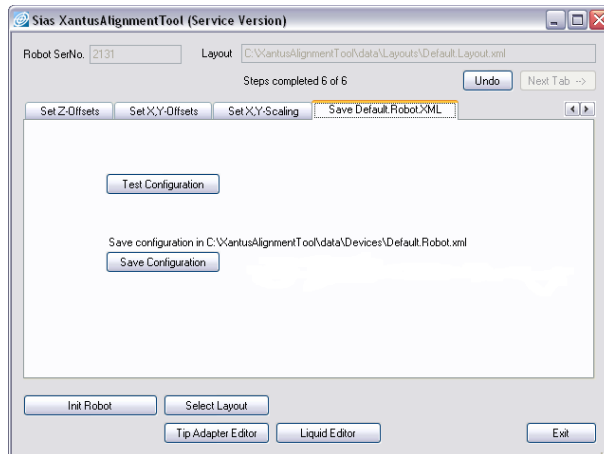 Sias XantusAlignmentTool (Service Version)
Robot SerNo. 2131 Layout C:\XantusAlignmentTool\data\Layouts\Default.Layout.xml
Steps completed 6 of 6 Undo Next Tab -->
Set Z-Offsets Set X,Y-Offsets Set X,Y-Scaling Save Default.Robot.XML
Test Configuration
Save configuration in C:\XantusAlignmentTool\data\Devices\Default.Robot.xml
Save Configuration
Init Robot Select Layout
Tip Adapter Editor Liquid Editor Exit